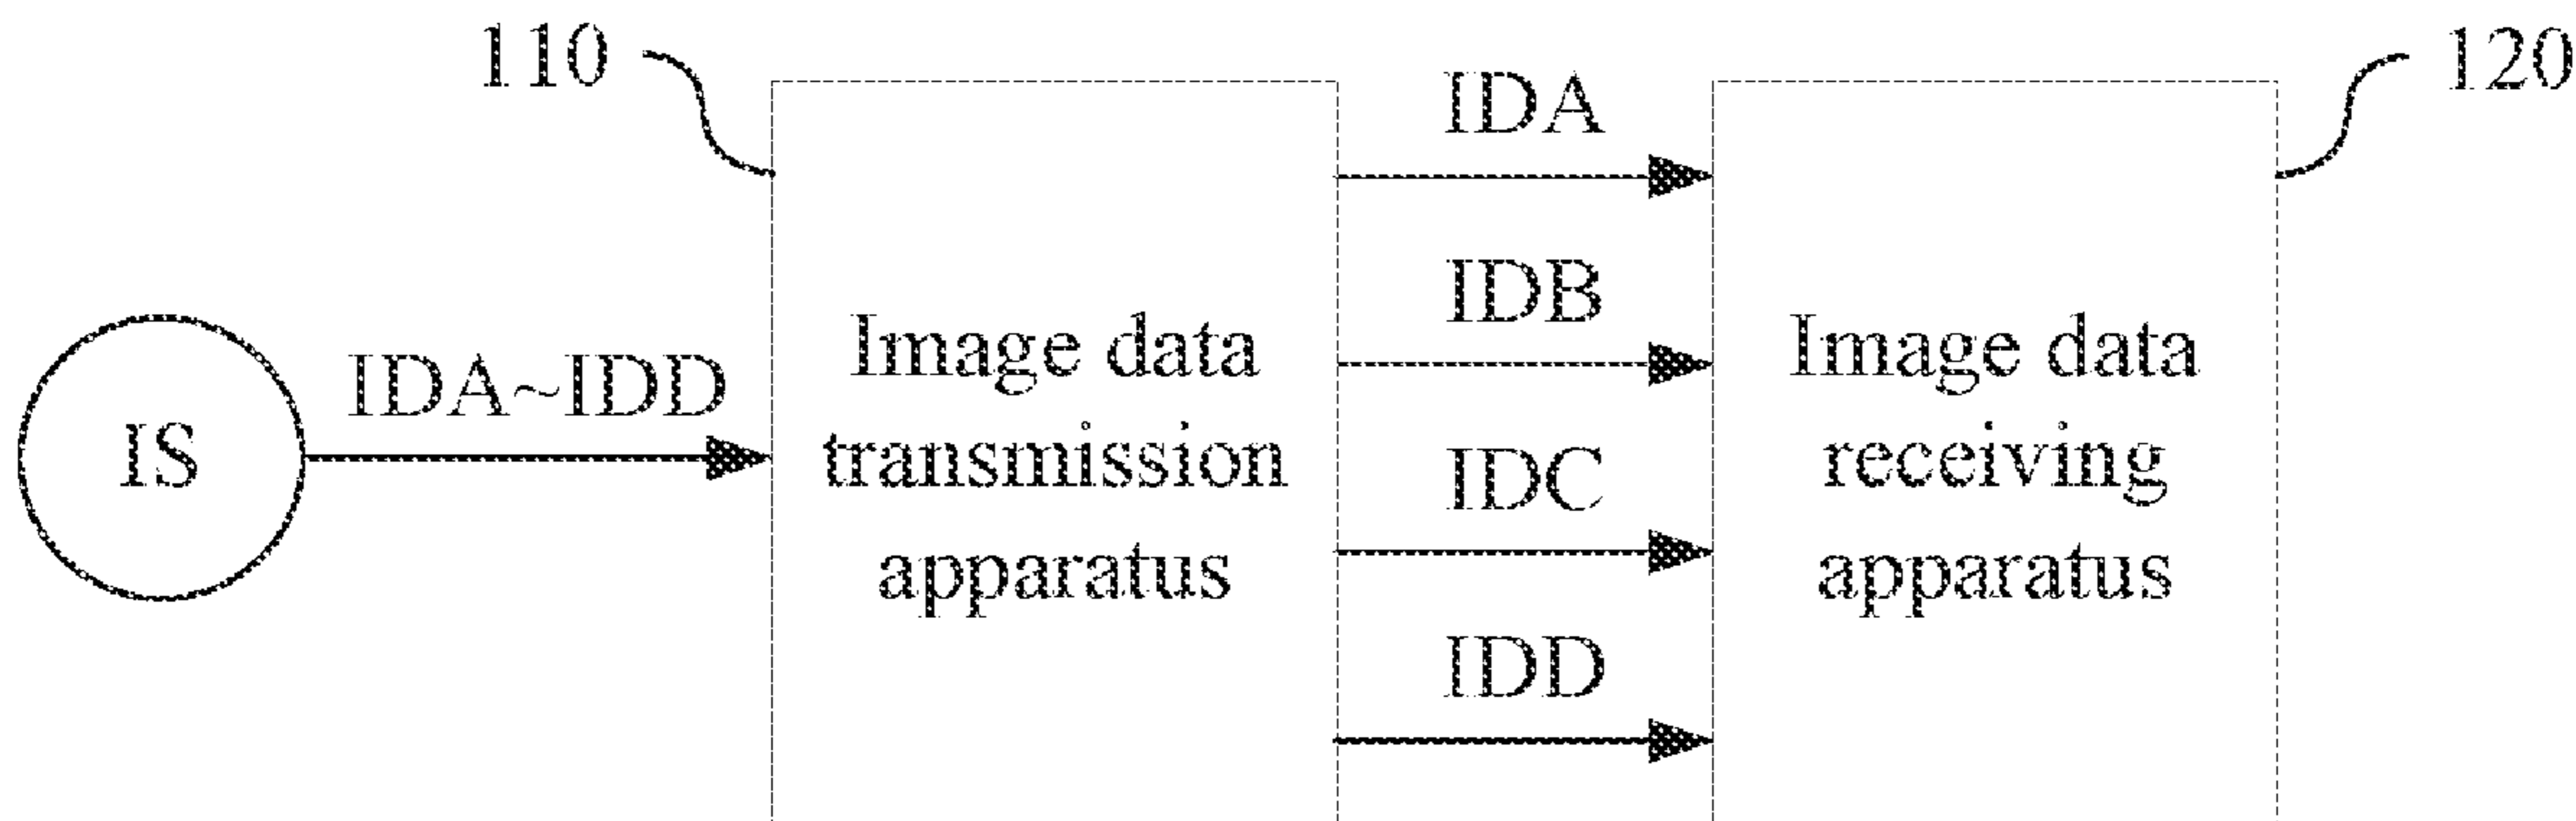 110
120
IDA
IDB
IDC
IDD
IS
IDA~IDD
Image data
transmission
apparatus
Image data
receiving
apparatus